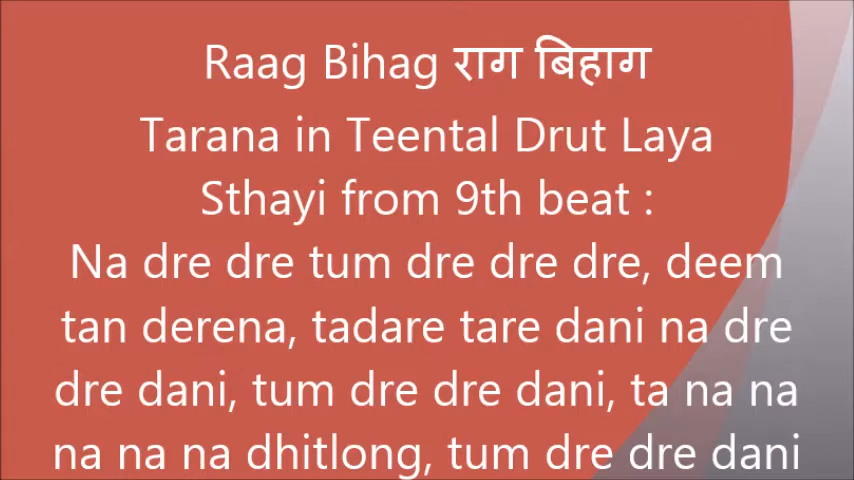 Raag Bihag राग बिहाग
Tarana in Teental Drut Laya
Sthayi from 9th beat :
Na dre dre tum dre dre dre, deem
tan derena, tadare tare dani na dre
dre dani, tum dre dre dani, ta na na
na na na dhitlong, tum dre dre dani